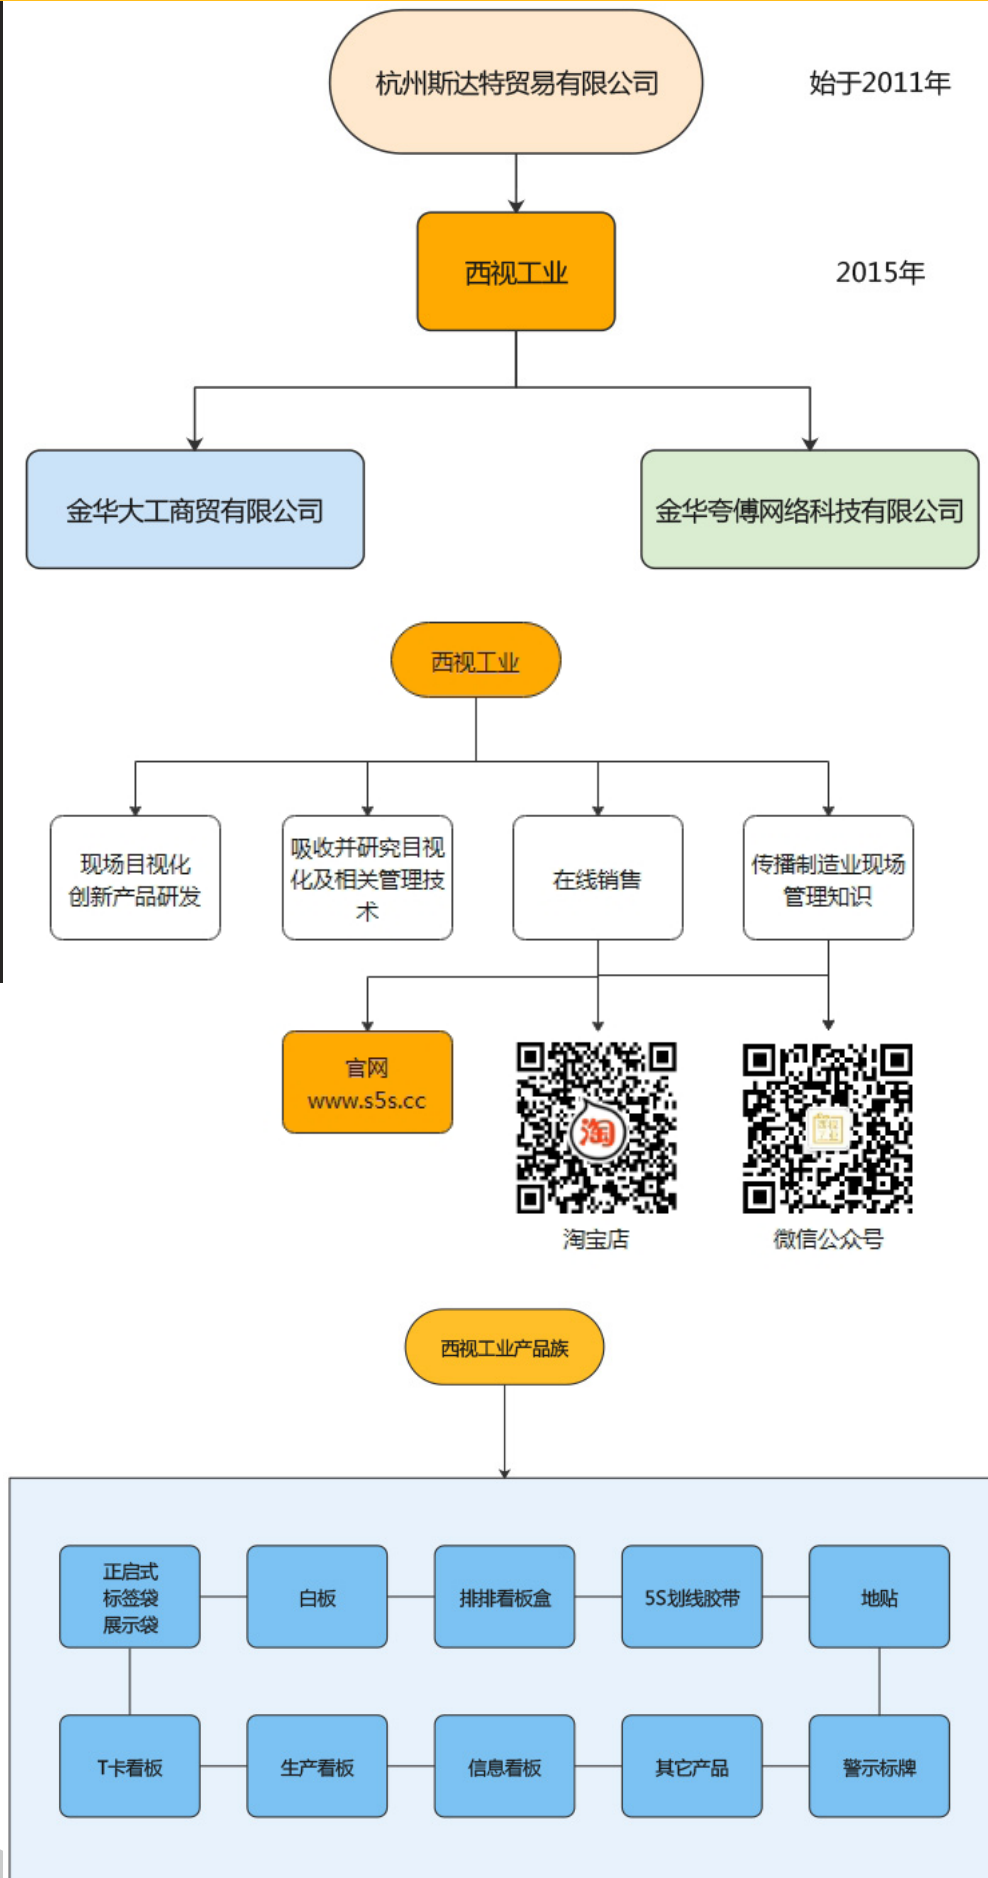 杭州斯达特贸易有限公司
始于2011年
西视工业
2015年
金华大工商贸有限公司
金华夸傅网络科技有限公司
西视工业
现场目视化
创新产品研发
吸收并研究目视
化及相关管理技
术
在线销售
传播制造业现场
管理知识
官网
www.s5s.cc
淘
淘宝店
微信公众号
西视工业产品族
正启式
标签袋
展示袋
白板
排排看板盒
5S划线胶带
地贴
T卡看板
生产看板
信息看板
其它产品
警示标牌